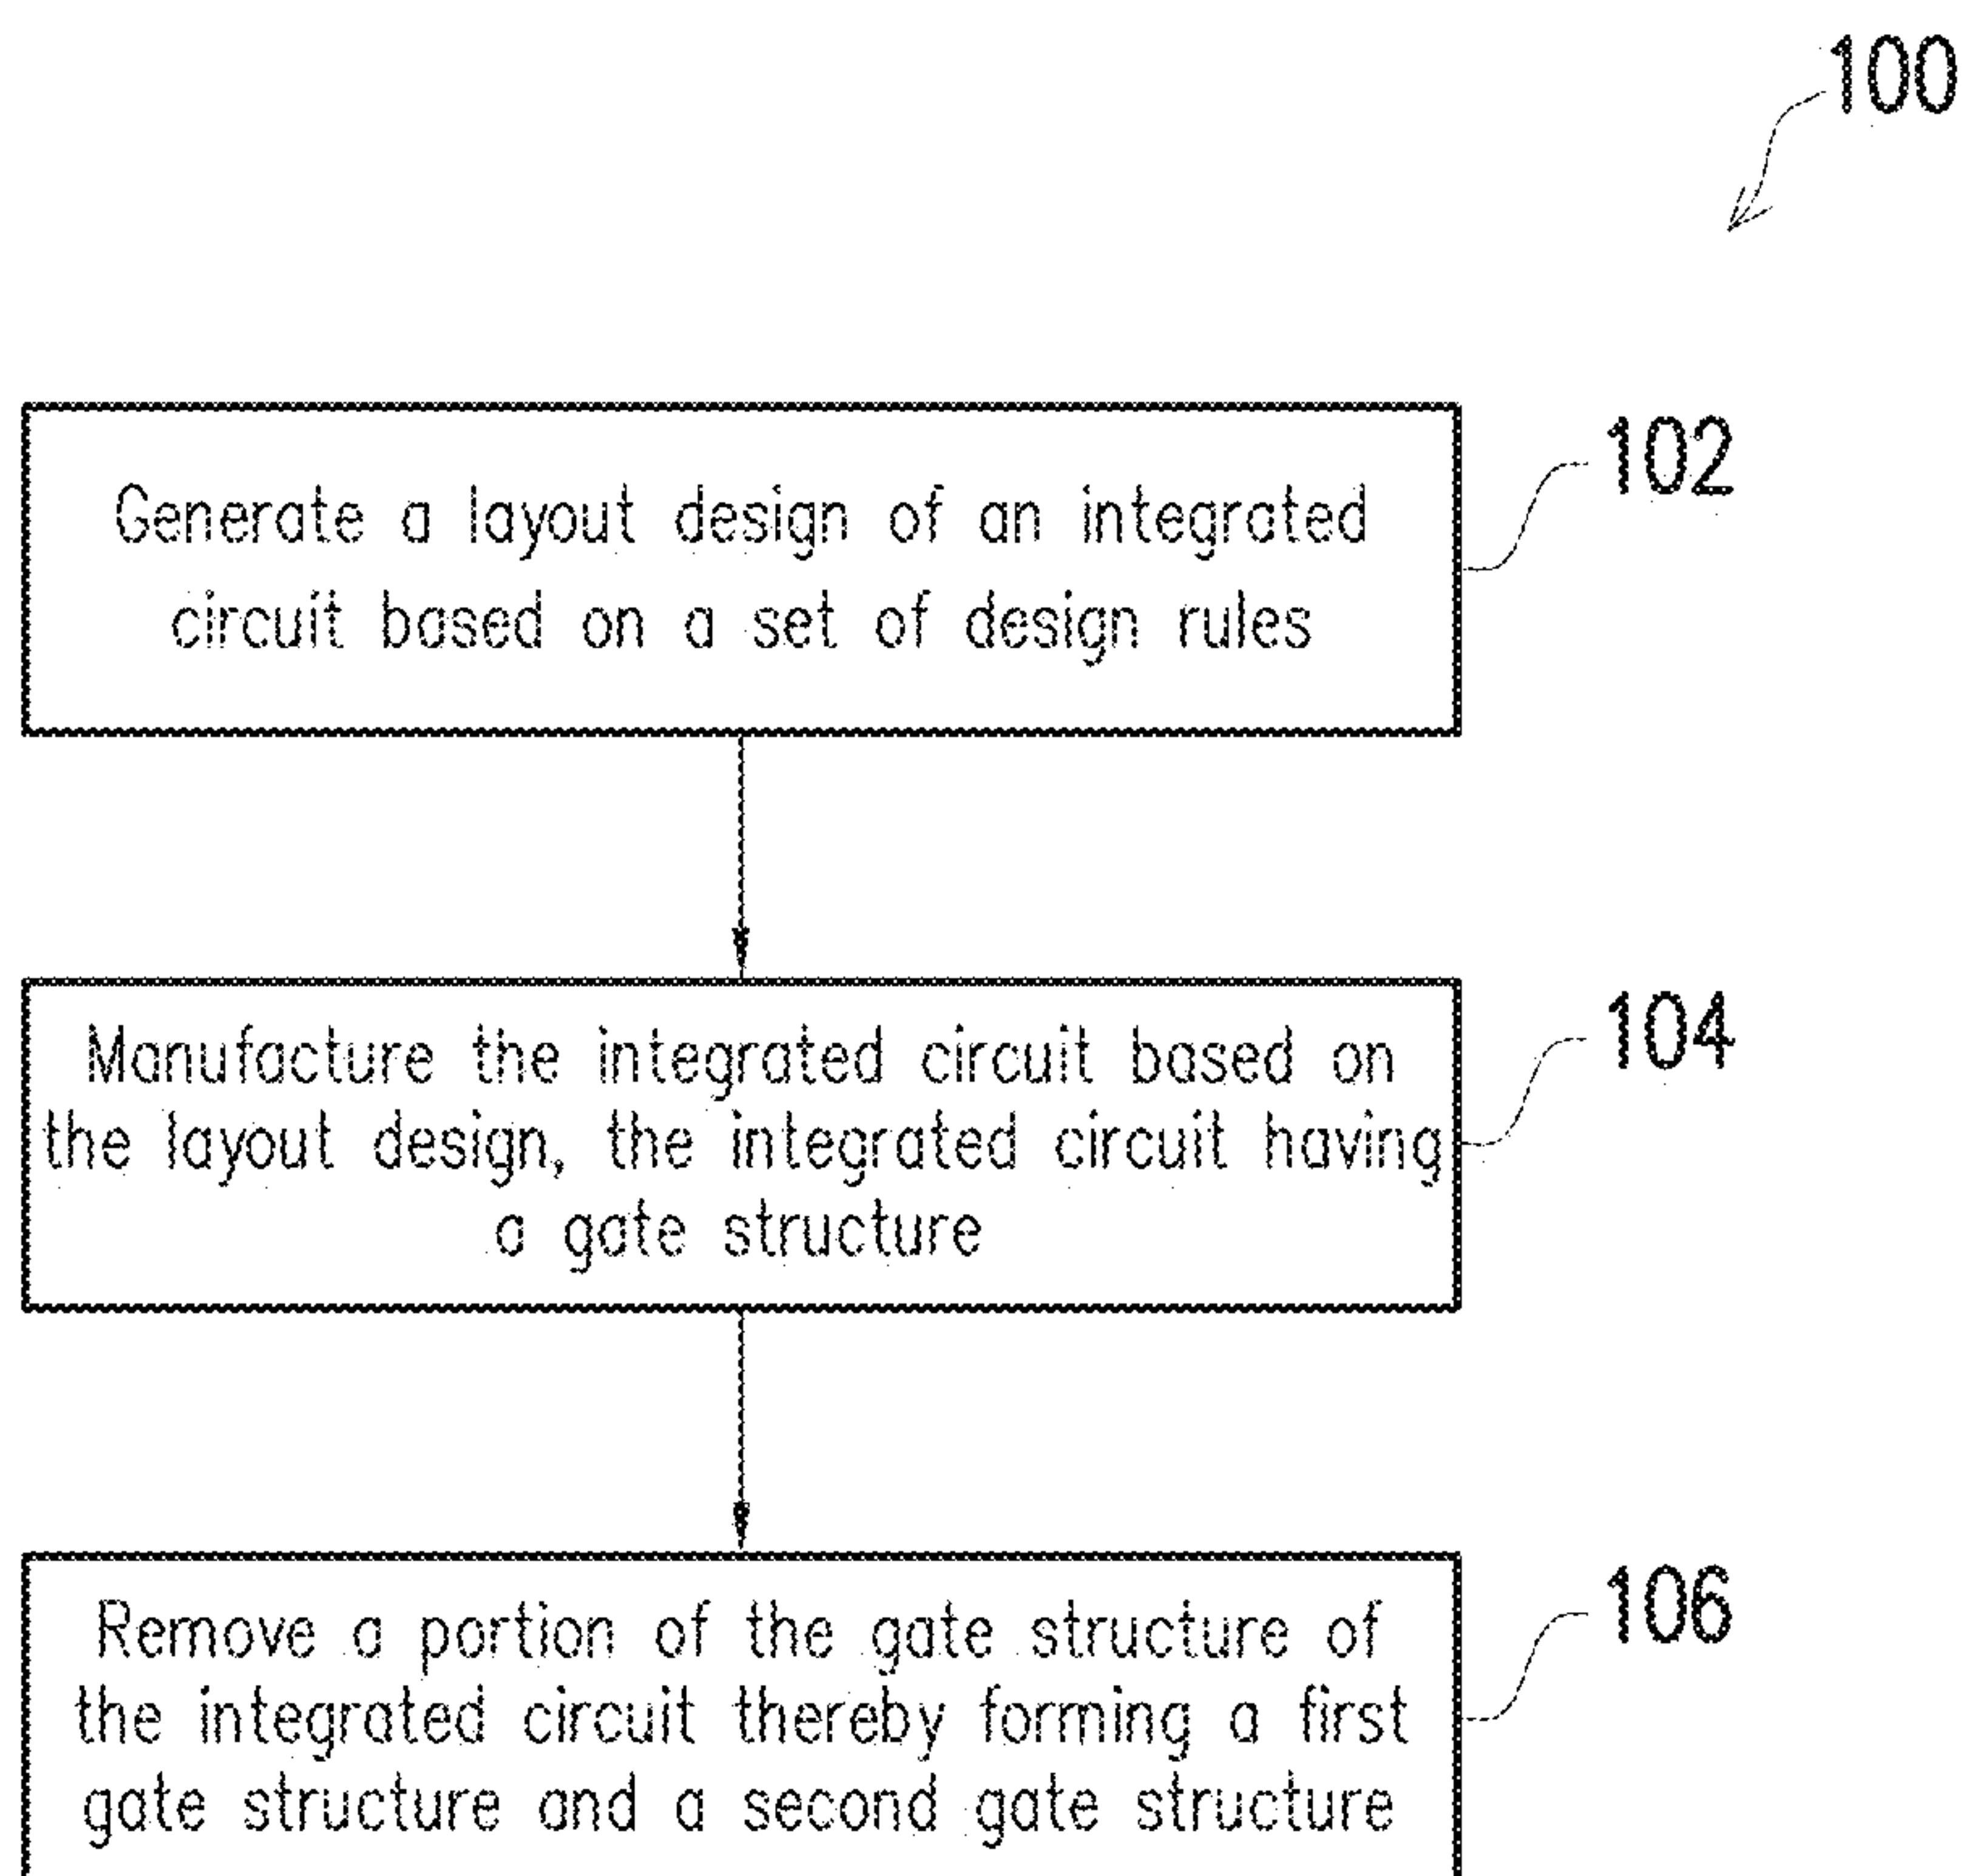 100
Generate a layout design of an integrated
circuit based on a set of design rules
102
Manufacture the integrated circuit based on
the layout design, the integrated circuit having
a gate structure
104
Remove a portion of the gate structure of
the integrated circuit thereby forming a first
gate structure and a second gate structure
106